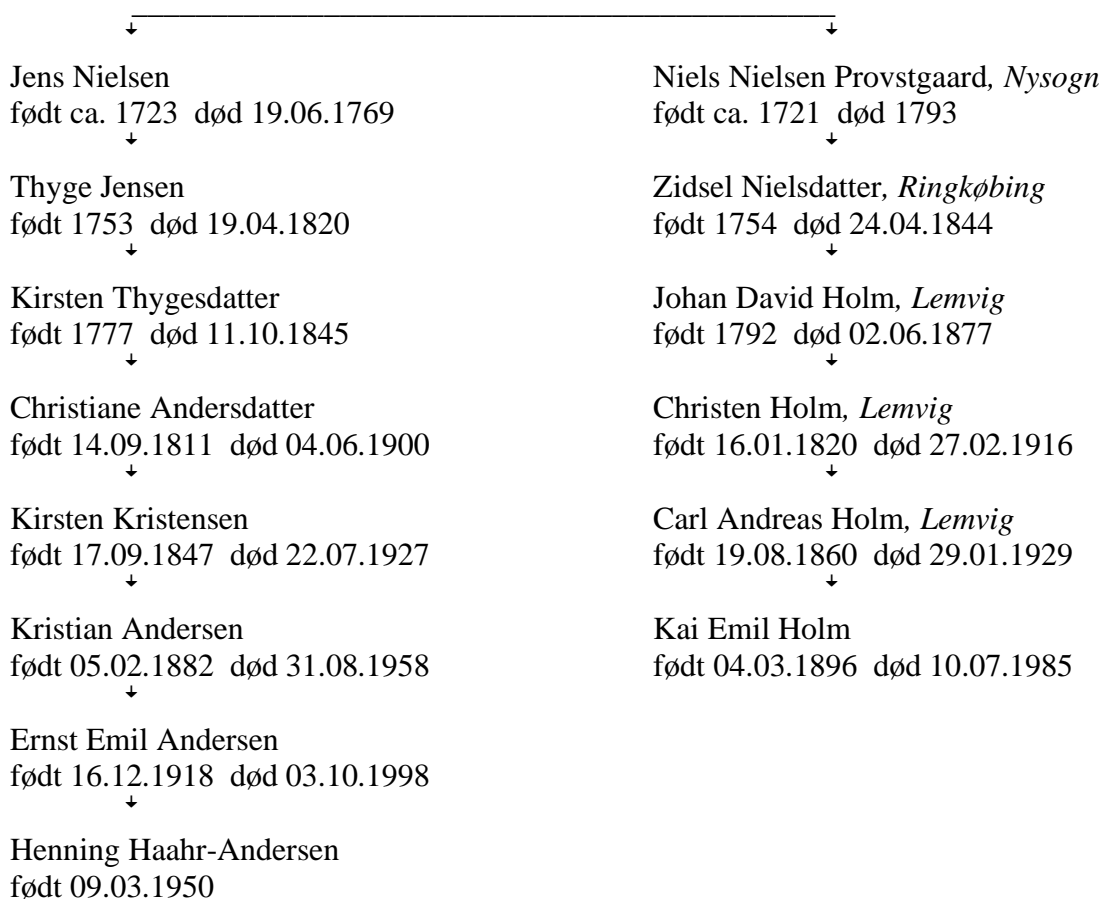 Jens Nielsen
født ca. 1723 død 19.06.1769
Thyge Jensen
født 1753 død 19.04.1820
Kirsten Thygesdatter
født 1777 død 11.10.1845
Christiane Andersdatter
født 14.09.1811 død 04.06.1900
Kirsten Kristensen
født 17.09.1847 død 22.07.1927
Kristian Andersen
født 05.02.1882 død 31.08.1958
Ernst Emil Andersen
født 16.12.1918 død 03.10.1998
Henning Haahr-Andersen
født 09.03.1950
Niels Nielsen Provstgaard, Nysogn
født ca. 1721 død 1793
Zidsel Nielsdatter, Ringkøbing
født 1754 død 24.04.1844
Johan David Holm, Lemvig
født 1792 død 02.06.1877
Christen Holm, Lemvig
født 16.01.1820 død 27.02.1916
Carl Andreas Holm, Lemvig
født 19.08.1860 død 29.01.1929
Kai Emil Holm
født 04.03.1896 død 10.07.1985